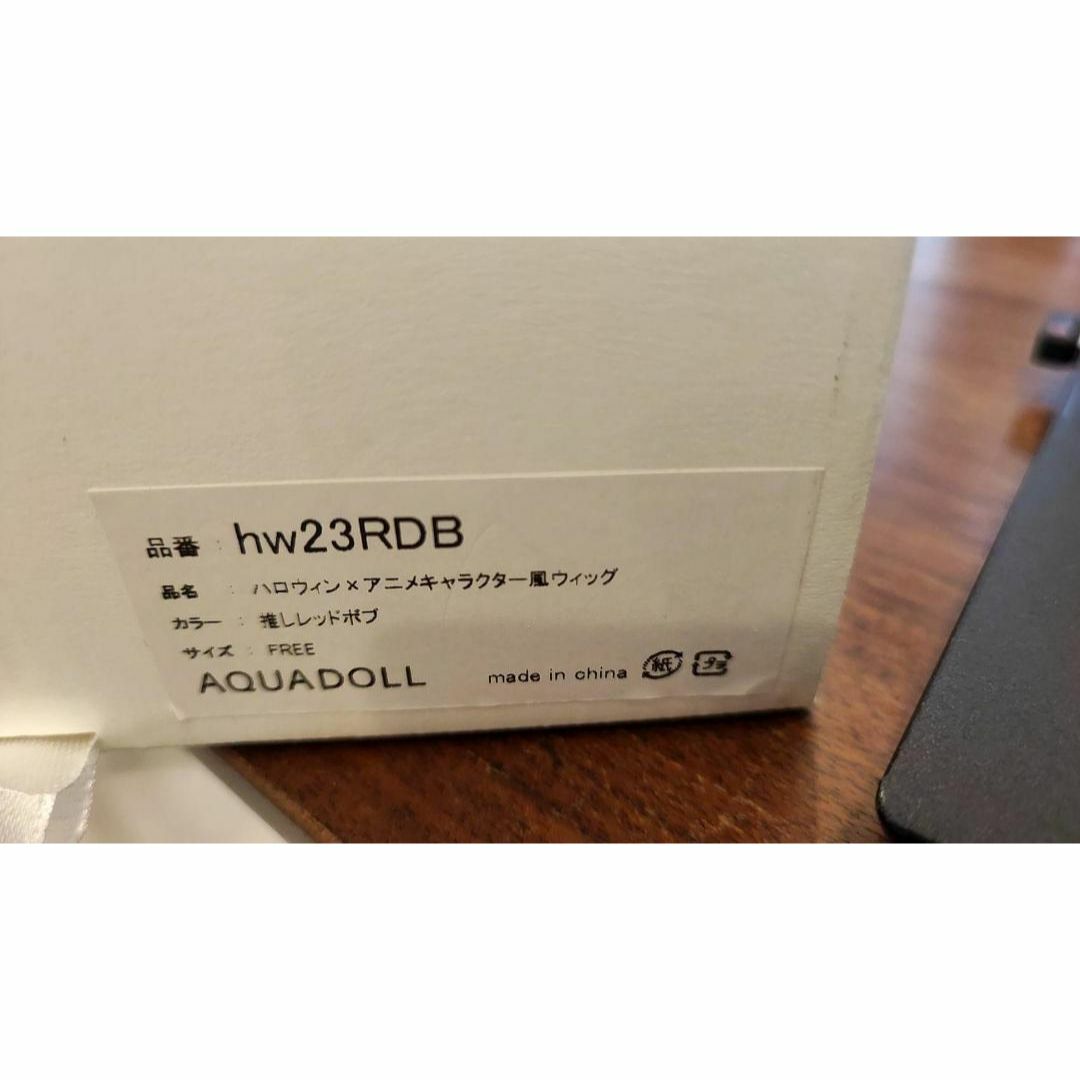 品番 : hw23RDB
品名 : ハロウィン×アニメキャラクター風ウィッグ
カラー : 推しレッドボブ
サイズ : FREE
AQUADOLL made in china 紙 プラ